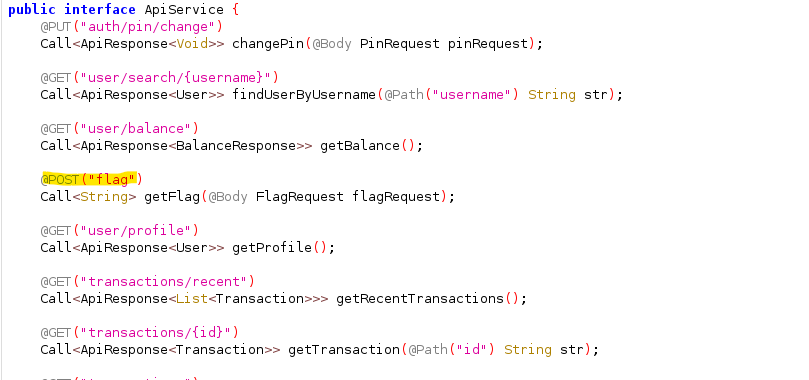 public interface ApiService {
@PUT("auth/pin/change")
Call<ApiResponse<Void>> changePin(@Body PinRequest pinRequest);
@GET("user/search/{username}")
Call<ApiResponse<User>> findUserByUsername(@Path("username") String str);
@GET("user/balance")
Call<ApiResponse<BalanceResponse>> getBalance();
@POST("flag")
Call<String> getFlag(@Body FlagRequest flagRequest);
@GET("user/profile")
Call<ApiResponse<User>> getProfile();
@GET("transactions/recent")
Call<ApiResponse<List<Transaction>>> getRecentTransactions();
@GET("transactions/{id}")
Call<ApiResponse<Transaction>> getTransaction(@Path("id") String str);